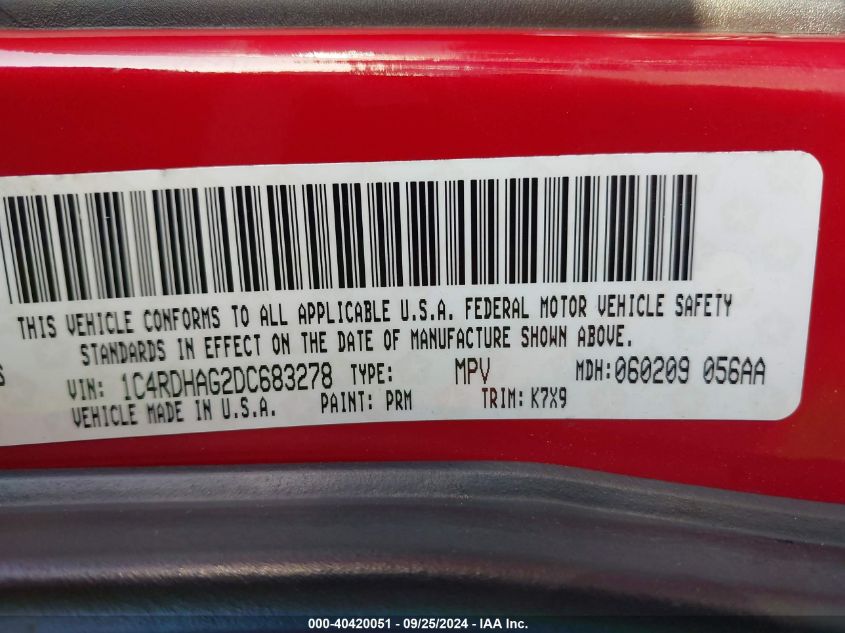 THIS VEHICLE CONFORMS TO ALL APPLICABLE U.S.A. FEDERAL MOTOR VEHICLE SAFETY
STANDARDS IN EFFECT ON THE DATE OF MANUFACTURE SHOWN ABOVE.
S
VIN: 1C4RDHAG2DC683278 TYPE: MPV MDH:060209 056AA
VEHICLE MADE IN U.S.A. PAINT: PRM TRIM: K7X9
000-40420051 - 09/25/2024 - IAA Inc.